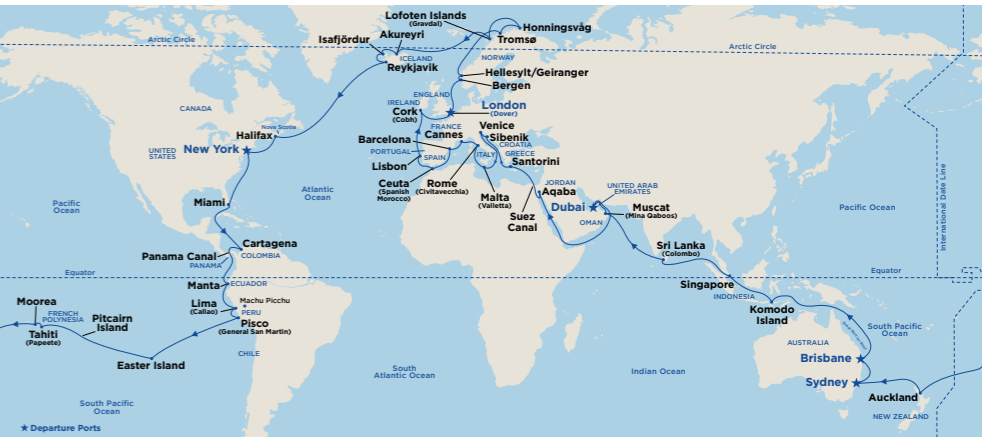 Lofoten Islands
(Gravdal)
Honningsvåg
Tromsø
Arctic Circle
Isafjördur
Akureyri
ICELAND
Reykjavik
NORWAY
Arctic Circle
Hellesylt/Geiranger
Bergen
ENGLAND
London
(Dover)
IRELAND
Cork
(Cobh)
CANADA
Nova Scotia
Halifax
UNITED
STATES
New York
FRANCE
Cannes
Venice
Sibenik
CROATIA
Barcelona
PORTUGAL
SPAIN
ITALY
GREECE
Santorini
Lisbon
Ceuta
(Spanish
Morocco)
Rome
(Civitavecchia)
Malta
(Valletta)
Suez
Canal
JORDAN
Aqaba
UNITED ARAB
EMIRATES
Dubai
OMAN
Muscat
(Mina Qaboos)
Atlantic
Ocean
Pacific
Ocean
Pacific Ocean
International Date Line
Miami
Cartagena
COLOMBIA
Panama Canal
PANAMA
Sri Lanka
(Colombo)
Equator
Equator
Manta
ECUADOR
Singapore
INDONESIA
Komodo
Island
Machu Picchu
Lima
(Callao)
PERU
Pisco
(General San Martin)
Moorea
FRENCH
POLYNESIA
Tahiti
(Papeete)
Pitcairn
Island
Easter Island
CHILE
South
Atlantic Ocean
Indian Ocean
South Pacific
Ocean
AUSTRALIA
Brisbane
Sydney
Auckland
NEW ZEALAND
South Pacific
Ocean
★ Departure Ports